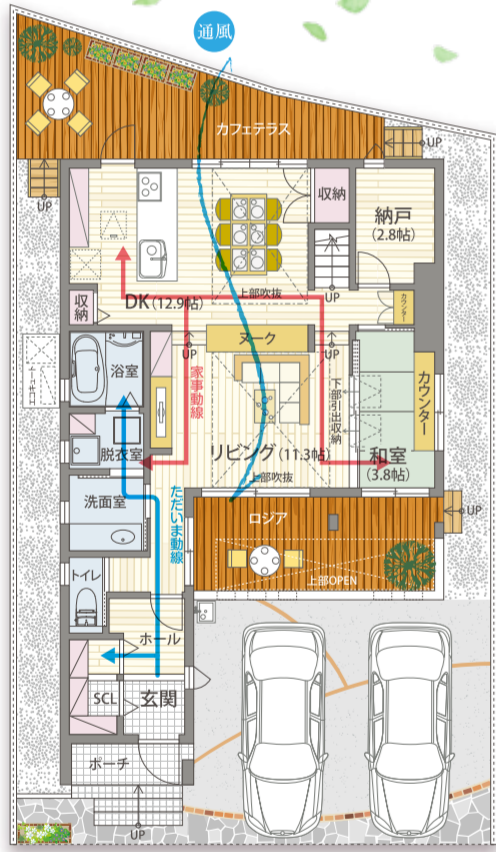 通風
カフェテラス
UP
UP
収納
納戸
(2.8帖)
上部吹抜
UP
カウンター
収納
DK(12.9帖)
ヌーク
UP
UP
浴室
家事動線
下部引出収納
カウンター
脱衣室
リビング(11.3帖)
和室
(3.8帖)
上部吹抜
洗面室
ただいま動線
ロジア
UP
トイレ
上部OPEN
ホール
SCL
玄関
ポーチ
UP